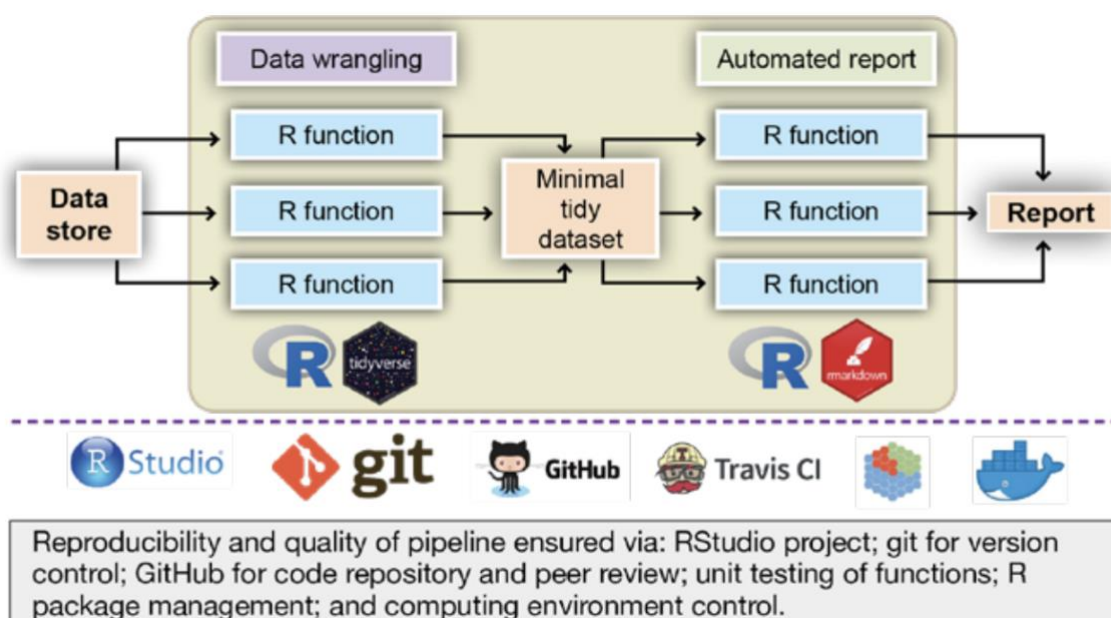 Data wrangling
Automated report
R function
R function
R function
Data
store
Minimal
tidy
dataset
R function
R function
R function
Report
R
tidyverse
R
rmarkdown
R Studio
git
GitHub
T
Travis CI
Reproducibility and quality of pipeline ensured via: RStudio project; git for version
control; GitHub for code repository and peer review; unit testing of functions; R
package management; and computing environment control.